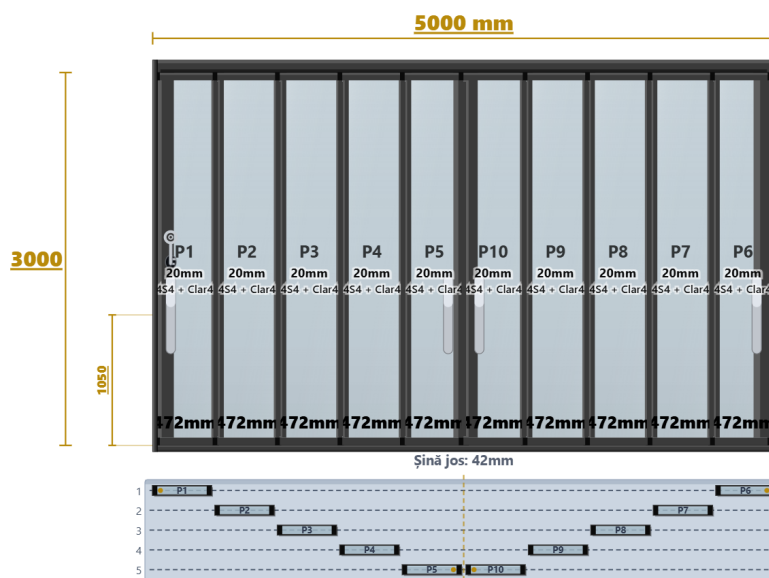 5000 mm
3000
1050
P1 P2 P3 P4 P5 P10 P9 P8 P7 P6
20mm 20mm 20mm 20mm 20mm 20mm 20mm 20mm 20mm 20mm
4S4 + Clar4 4S4 + Clar4 4S4 + Clar4 4S4 + Clar4 4S4 + Clar4 4S4 + Clar4 4S4 + Clar4 4S4 + Clar4 4S4 + Clar4 4S4 + Clar4
472mm 472mm 472mm 472mm 472mm 472mm 472mm 472mm 472mm 472mm
Șină jos: 42mm
1 P1 P6
2 P2 P7
3 P3 P8
4 P4 P9
5 P5 P10